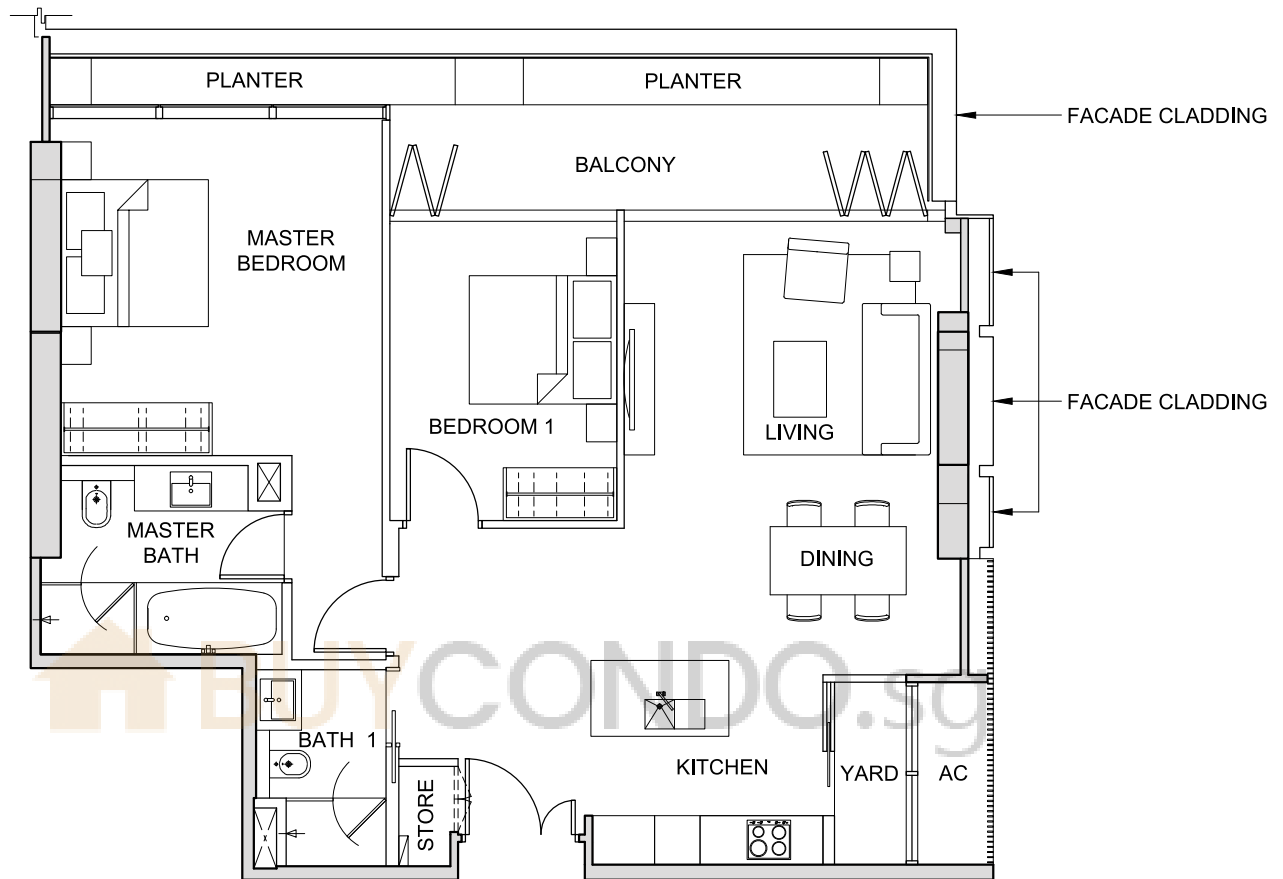 PLANTER
PLANTER
FACADE CLADDING
BALCONY
MASTER
BEDROOM
FACADE CLADDING
BEDROOM 1
LIVING
MASTER
BATH
DINING
BUYCONDO.sg
BATH 1
KITCHEN
YARD
AC
STORE